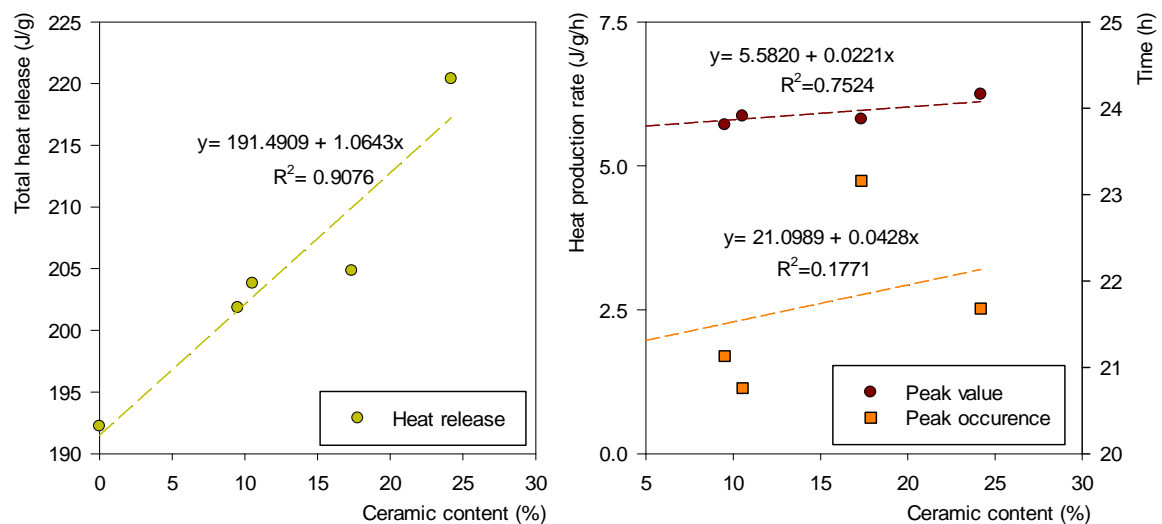 Total heat release (J/g)
225
220
215
210
205
200
195
190
y= 191.4909 + 1.0643x
R²= 0.9076
Heat release
0 5 10 15 20 25 30
Ceramic content (%)
Heat production rate (J/g/h)
7.5
5.0
2.5
0.0
y= 5.5820 + 0.0221x
R²=0.7524
y= 21.0989 + 0.0428x
R²=0.1771
Peak value
Peak occurence
5 10 15 20 25 30
Ceramic content (%)
Time (h)
25
24
23
22
21
20